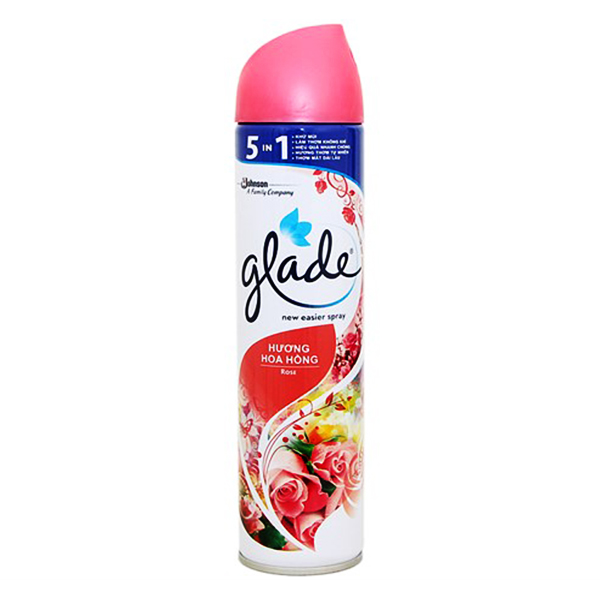 5 IN 1
• KHỬ MÙI
• LÀM THƠM KHÔNG KHÍ
• HIỆU QUẢ NHANH CHÓNG
• HƯƠNG THƠM TỰ NHIÊN
• THƠM MÁT DÀI LÂU
SC Johnson
A Family Company
glade®
new easier spray
HƯƠNG
HOA HỒNG
Rose